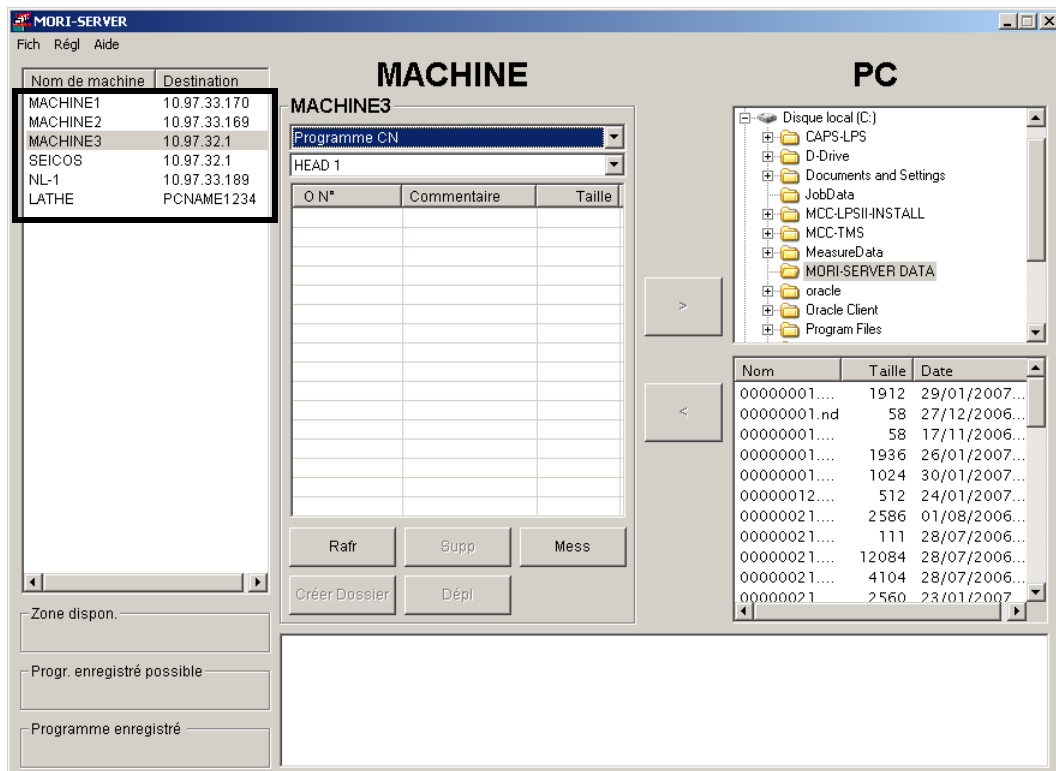 MORI-SERVER
Fich Régl Aide
MACHINE
PC
Nom de machine Destination
MACHINE1 10.97.33.170
MACHINE2 10.97.33.169
MACHINE3 10.97.32.1
SEICOS 10.97.32.1
NL-1 10.97.33.189
LATHE PCNAME1234
MACHINE3
Programme CN
HEAD 1
O N° Commentaire Taille
Rafr Supp Mess
Créer Dossier Dépl
>
<
Disque local (C:)
CAPS-LPS
D-Drive
Documents and Settings
JobData
MCC-LPSII-INSTALL
MCC-TMS
MeasureData
MORI-SERVER DATA
oracle
Oracle Client
Program Files
Nom Taille Date
00000001.... 1912 29/01/2007...
00000001.nd 58 27/12/2006...
00000001.... 58 17/11/2006...
00000001.... 1936 26/01/2007...
00000001.... 1024 30/01/2007...
00000012.... 512 24/01/2007...
00000021.... 2586 01/08/2006...
00000021.... 111 28/07/2006...
00000021.... 12084 28/07/2006...
00000021.... 4104 28/07/2006...
00000021 2560 23/01/2007
Zone dispon.
Progr. enregistré possible
Programme enregistré